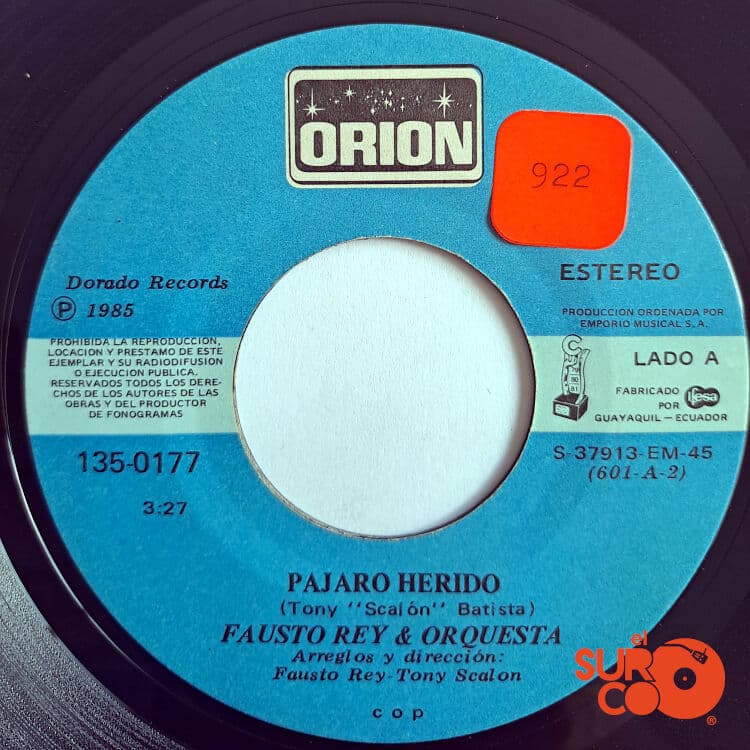 ORION
922
ESTEREO
Dorado Records
℗ 1985
PRODUCCION ORDENADA POR
EMPORIO MUSICAL S.A.
PROHIBIDA LA REPRODUCCION,
LOCACION Y PRESTAMO DE ESTE
EJEMPLAR Y SU RADIODIFUSION
O EJECUCION PUBLICA.
RESERVADOS TODOS LOS DERE-
CHOS DE LOS AUTORES DE LAS
OBRAS Y DEL PRODUCTOR
DE FONOGRAMAS
LADO A
FABRICADO
POR
GUAYAQUIL - ECUADOR
135-0177
S-37913-EM-45
(601-A-2)
3:27
PAJARO HERIDO
(Tony "Scalón" Batista)
FAUSTO REY & ORQUESTA
Arreglos y dirección:
Fausto Rey-Tony Scalon
cop
el
SURCO
®